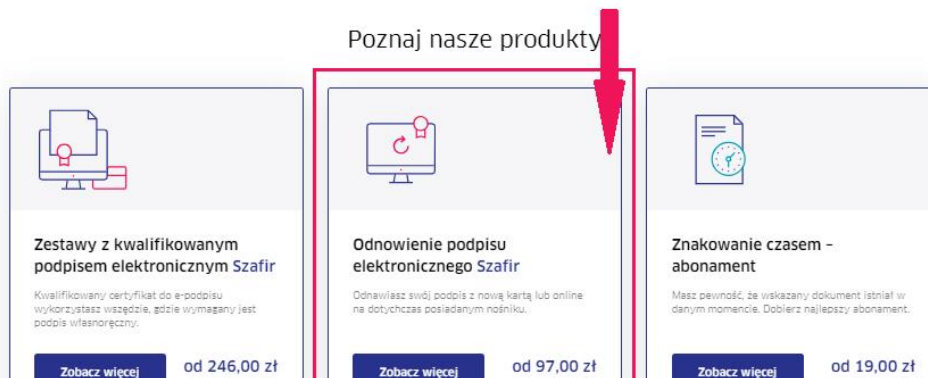 Poznaj nasze produkty
Zestawy z kwalifikowanym
podpisem elektronicznym Szafir
Kwalifikowany certyfikat do e-podpisu
wykorzystasz wszędzie, gdzie wymagany jest
podpis własnoręczny.
Zobacz więcej od 246,00 zł
Odnowienie podpisu
elektronicznego Szafir
Odnawiasz swój podpis z nową kartą lub online
na dotychczas posiadanym nośniku.
Zobacz więcej od 97,00 zł
Znakowanie czasem –
abonament
Masz pewność, że wskazany dokument istniał w
danym momencie. Dobierz najlepszy abonament.
Zobacz więcej od 19,00 zł